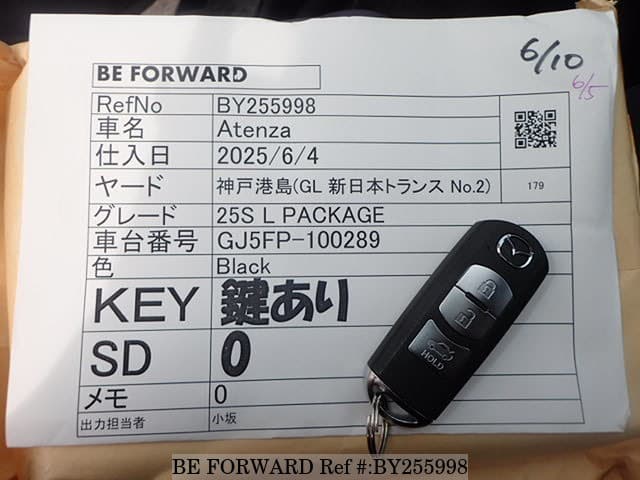 6/10
6/5
BE FORWARD
RefNo BY255998
車名 Atenza
仕入日 2025/6/4
ヤード 神戸港島(GL 新日本トランス No.2) 179
グレード 25S L PACKAGE
車台番号 GJ5FP-100289
色 Black
KEY 鍵あり
SD 0
メモ 0
出力担当者 小坂
HOLD
BE FORWARD Ref #:BY255998